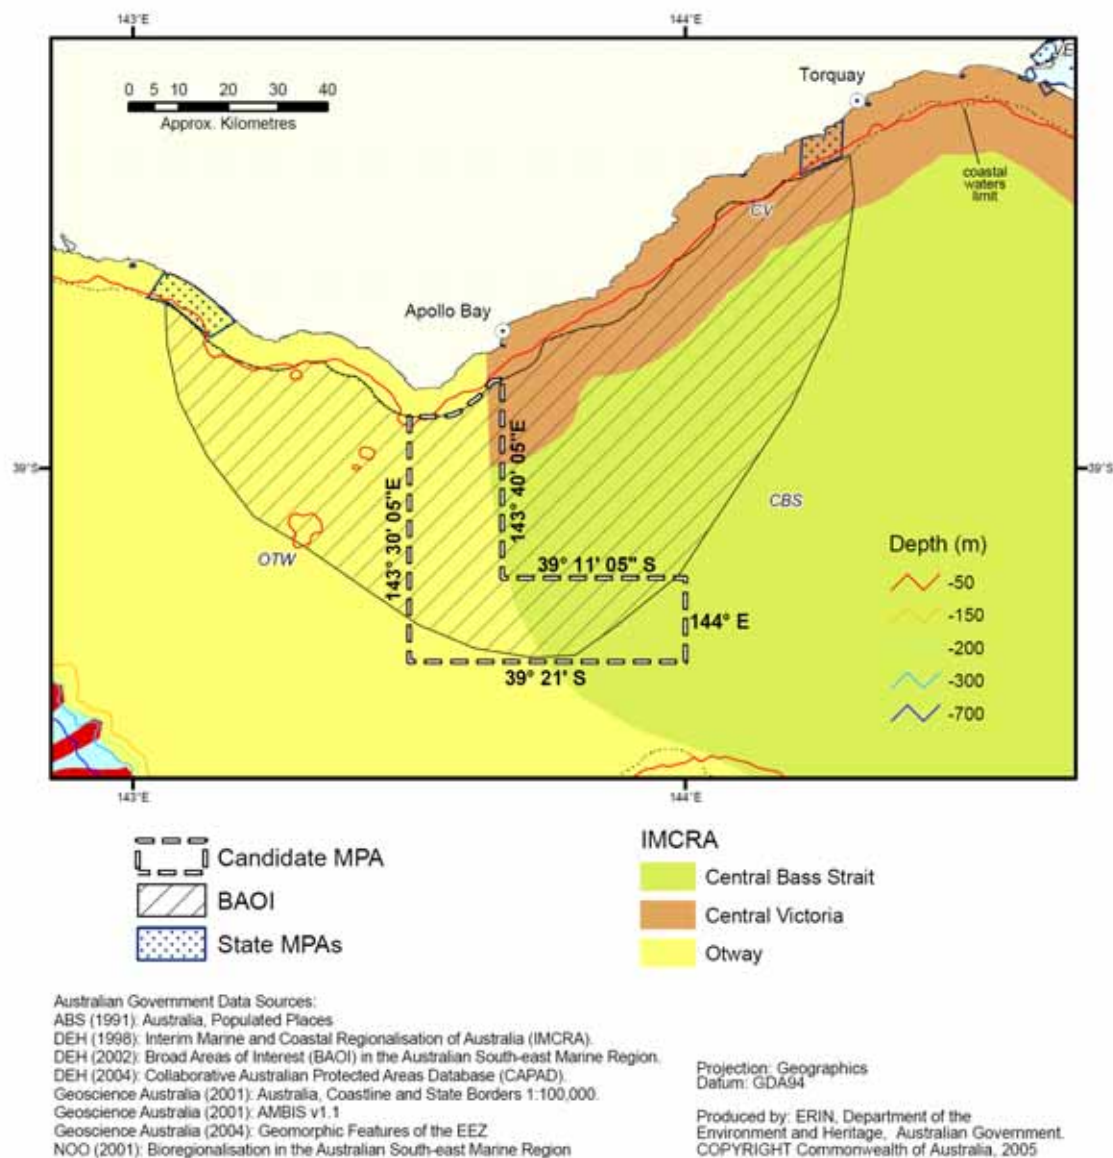 143°E 144°E
VE
Torquay
0 5 10 20 30 40
Approx. Kilometres
coastal
waters
limit
CV
Apollo Bay
39°S 39°S
143° 30' 05"E
143° 40' 05"E
CBS
OTW
Depth (m)
39° 11' 05" S
-50
-150
144° E
-200
39° 21' S
-300
-700
143°E 144°E
Candidate MPA
BAOI
State MPAs
IMCRA
Central Bass Strait
Central Victoria
Otway
Australian Government Data Sources:
ABS (1991): Australia, Populated Places
DEH (1998): Interim Marine and Coastal Regionalisation of Australia (IMCRA).
DEH (2002): Broad Areas of Interest (BAOI) in the Australian South-east Marine Region.
DEH (2004): Collaborative Australian Protected Areas Database (CAPAD).
Geoscience Australia (2001): Australia, Coastline and State Borders 1:100,000.
Geoscience Australia (2001): AMBIS v1.1
Geoscience Australia (2004): Geomorphic Features of the EEZ
NOO (2001): Bioregionalisation in the Australian South-east Marine Region
Projection: Geographics
Datum: GDA94
Produced by: ERIN, Department of the
Environment and Heritage, Australian Government.
COPYRIGHT Commonwealth of Australia, 2005